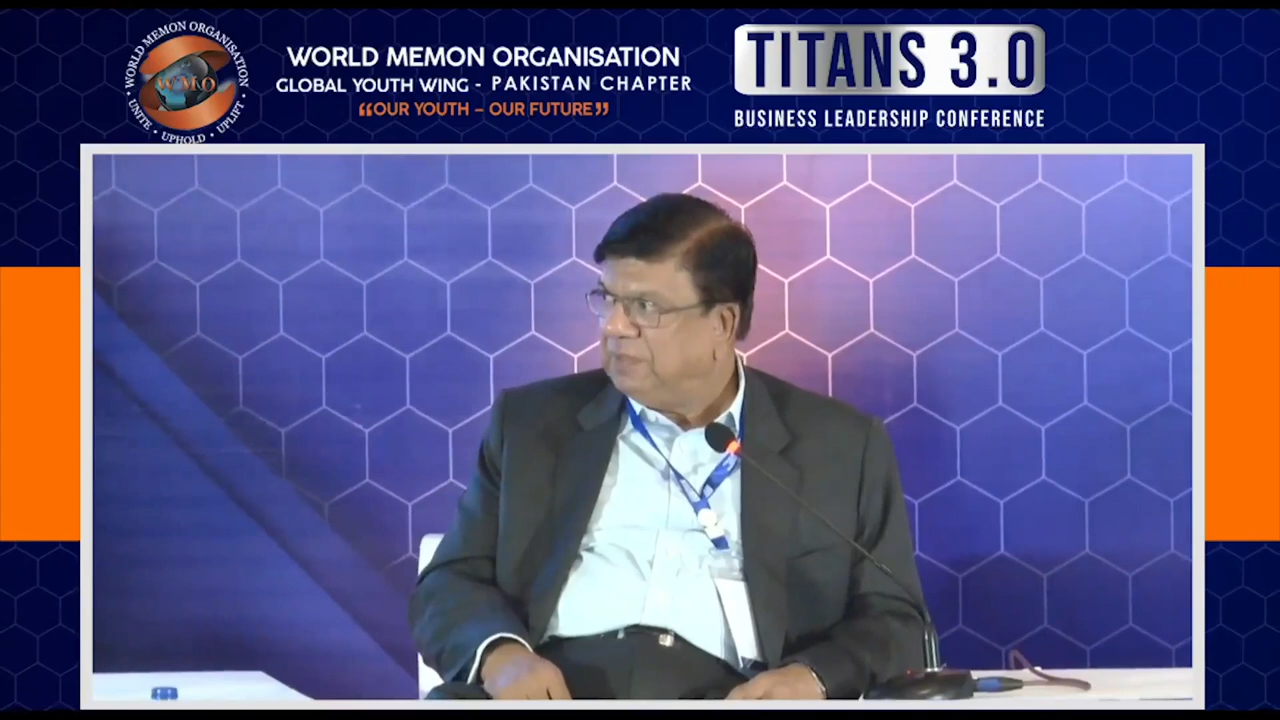 WORLD MEMON ORGANISATION
UNITE • UPHOLD • UPLIFT
WMO
WORLD MEMON ORGANISATION
GLOBAL YOUTH WING - PAKISTAN CHAPTER
“OUR YOUTH – OUR FUTURE”
TITANS 3.0
BUSINESS LEADERSHIP CONFERENCE